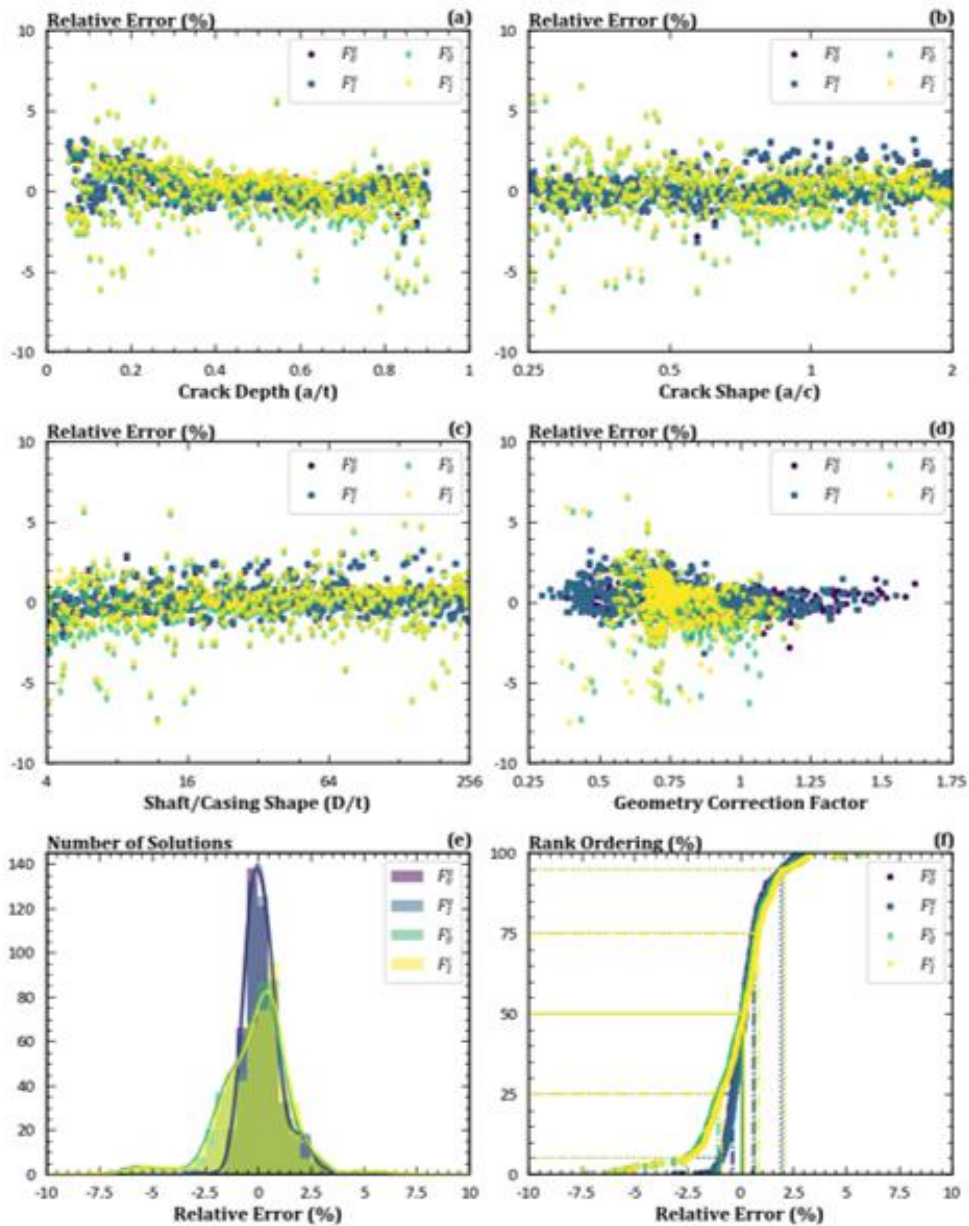 Relative Error (%) (a)
10
5
0
-5
-10
0 0.2 0.4 0.6 0.8 1
Crack Depth (a/t)
Relative Error (%) (b)
10
5
0
-5
-10
0.25 0.5 1 2
Crack Shape (a/c)
Relative Error (%) (c)
10
5
0
-5
-10
4 16 64 256
Shaft/Casing Shape (D/t)
Relative Error (%) (d)
10
5
0
-5
-10
0.25 0.5 0.75 1 1.25 1.5 1.75
Geometry Correction Factor
Number of Solutions (e)
140
120
100
80
60
40
20
0
-10 -7.5 -5 -2.5 0 2.5 5 7.5 10
Relative Error (%)
Rank Ordering (%) (f)
100
75
50
25
0
-10 -7.5 -5 -2.5 0 2.5 5 7.5 10
Relative Error (%)